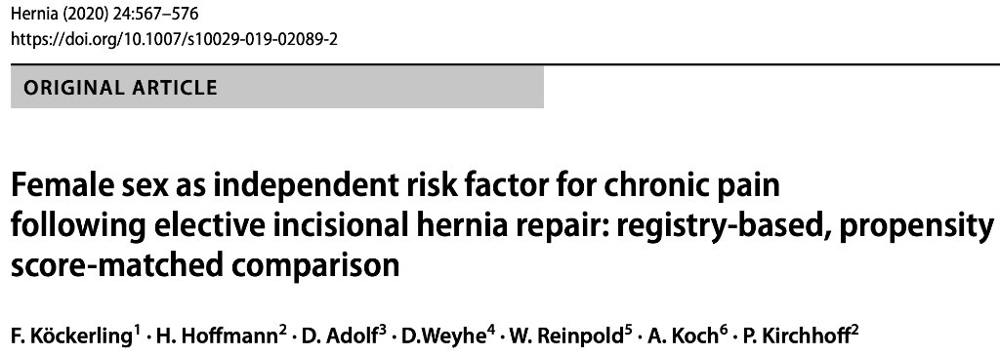 Hernia (2020) 24:567–576
https://doi.org/10.1007/s10029-019-02089-2
ORIGINAL ARTICLE
Female sex as independent risk factor for chronic pain
following elective incisional hernia repair: registry-based, propensity
score-matched comparison
F. Köckerling1 · H. Hoffmann2 · D. Adolf3 · D.Weyhe4 · W. Reinpold5 · A. Koch6 · P. Kirchhoff2